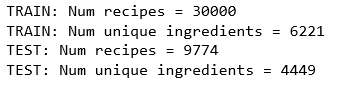 TRAIN: Num recipes = 30000
TRAIN: Num unique ingredients = 6221
TEST: Num recipes = 9774
TEST: Num unique ingredients = 4449